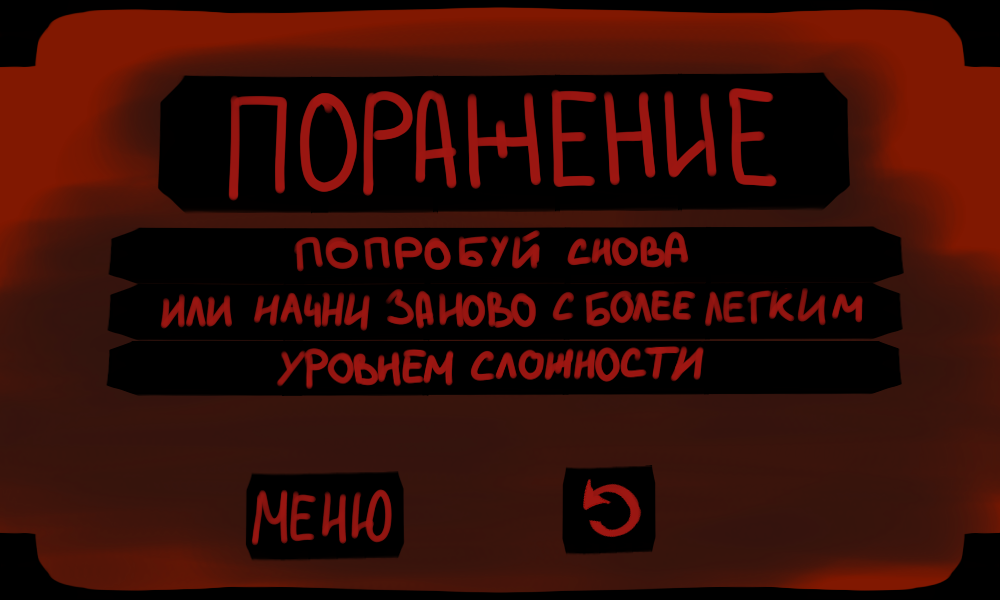 ПОРАЖЕНИЕ
ПОПРОБУЙ СНОВА
ИЛИ НАЧНИ ЗАНОВО С БОЛЕЕ ЛЕГКИМ
УРОВНЕМ СЛОЖНОСТИ
МЕНЮ